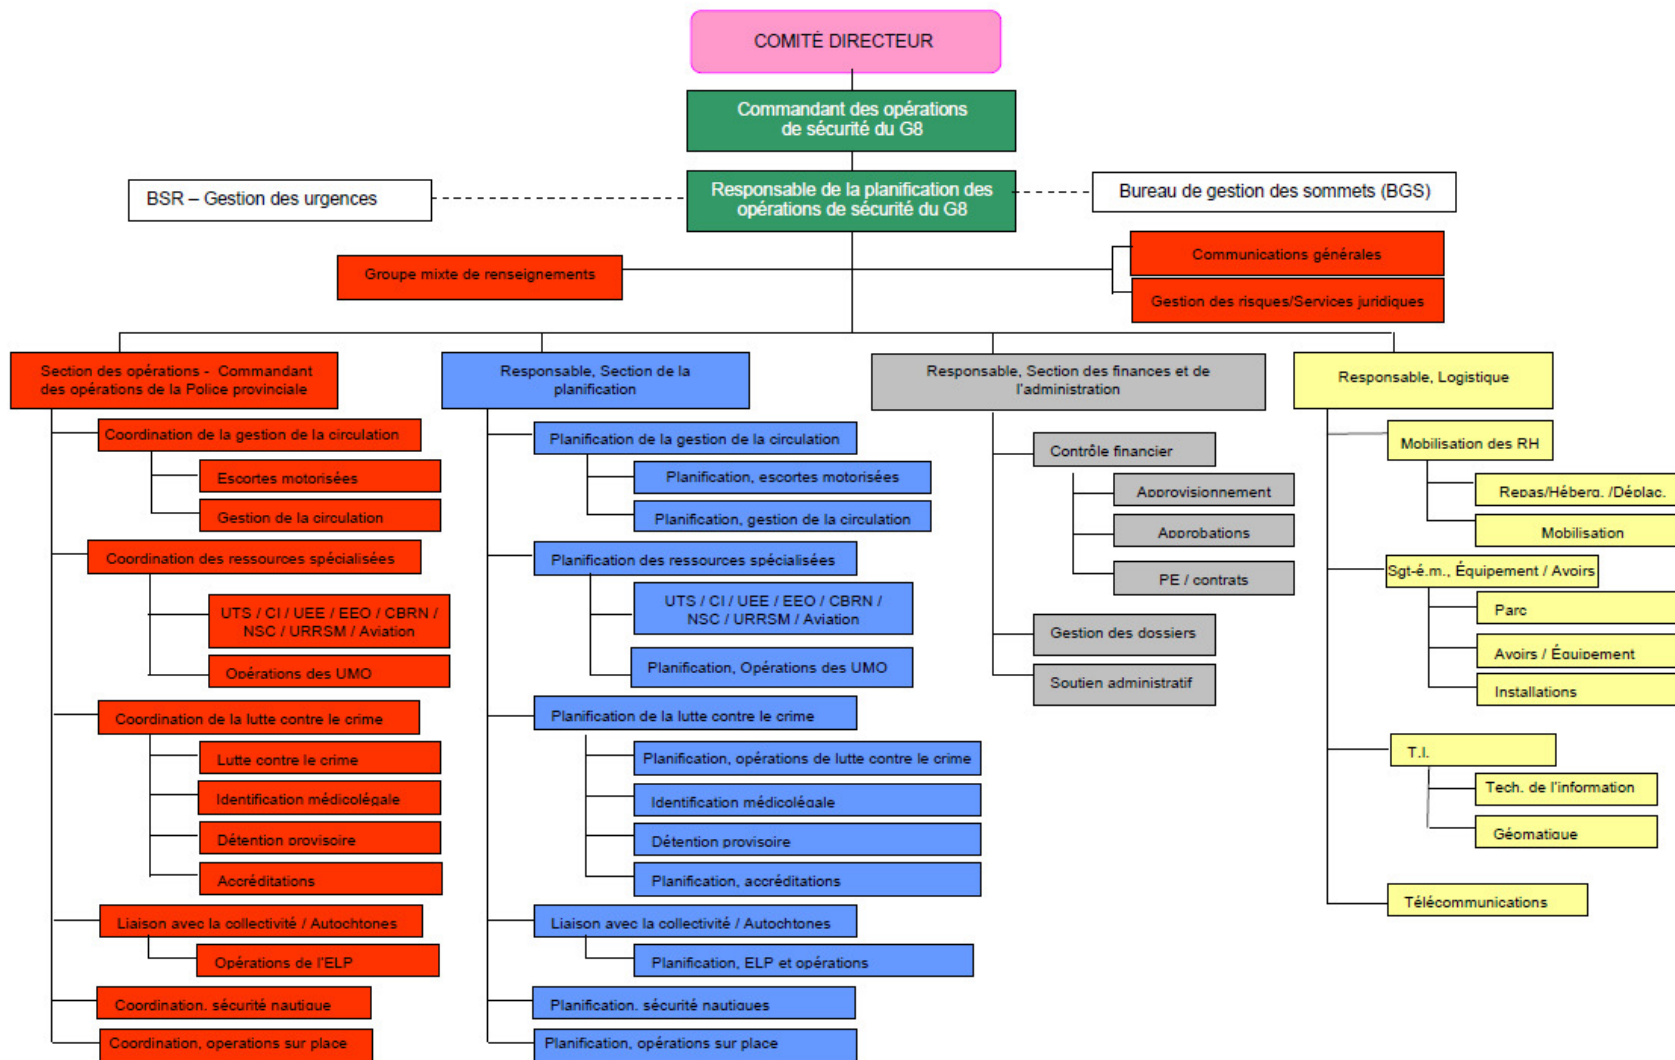 COMITÉ DIRECTEUR
Commandant des opérations
de sécurité du G8
BSR – Gestion des urgences
Responsable de la planification des
opérations de sécurité du G8
Bureau de gestion des sommets (BGS)
Groupe mixte de renseignements
Communications générales
Gestion des risques/Services juridiques
Section des opérations - Commandant
des opérations de la Police provinciale
Coordination de la gestion de la circulation
Escortes motorisées
Gestion de la circulation
Coordination des ressources spécialisées
UTS / CI / UEE / EEO / CBRN /
NSC / URRSM / Aviation
Opérations des UMO
Coordination de la lutte contre le crime
Lutte contre le crime
Identification médicolégale
Détention provisoire
Accréditations
Liaison avec la collectivité / Autochtones
Opérations de l'ELP
Coordination, sécurité nautique
Coordination, operations sur place
Responsable, Section de la
planification
Planification de la gestion de la circulation
Planification, escortes motorisées
Planification, gestion de la circulation
Planification des ressources spécialisées
UTS / CI / UEE / EEO / CBRN /
NSC / URRSM / Aviation
Planification, Opérations des UMO
Planification de la lutte contre le crime
Planification, opérations de lutte contre le crime
Identification médicolégale
Détention provisoire
Planification, accréditations
Liaison avec la collectivité / Autochtones
Planification, ELP et opérations
Planification, sécurité nautiques
Planification, opérations sur place
Responsable, Section des finances et de
l'administration
Contrôle financier
Approvisionnement
Approbations
PE / contrats
Gestion des dossiers
Soutien administratif
Responsable, Logistique
Mobilisation des RH
Repas/Héberg. /Déplac.
Mobilisation
Sgt-é.m., Équipement / Avoirs
Parc
Avoirs / Équipement
Installations
T.I.
Tech. de l'information
Géomatique
Télécommunications